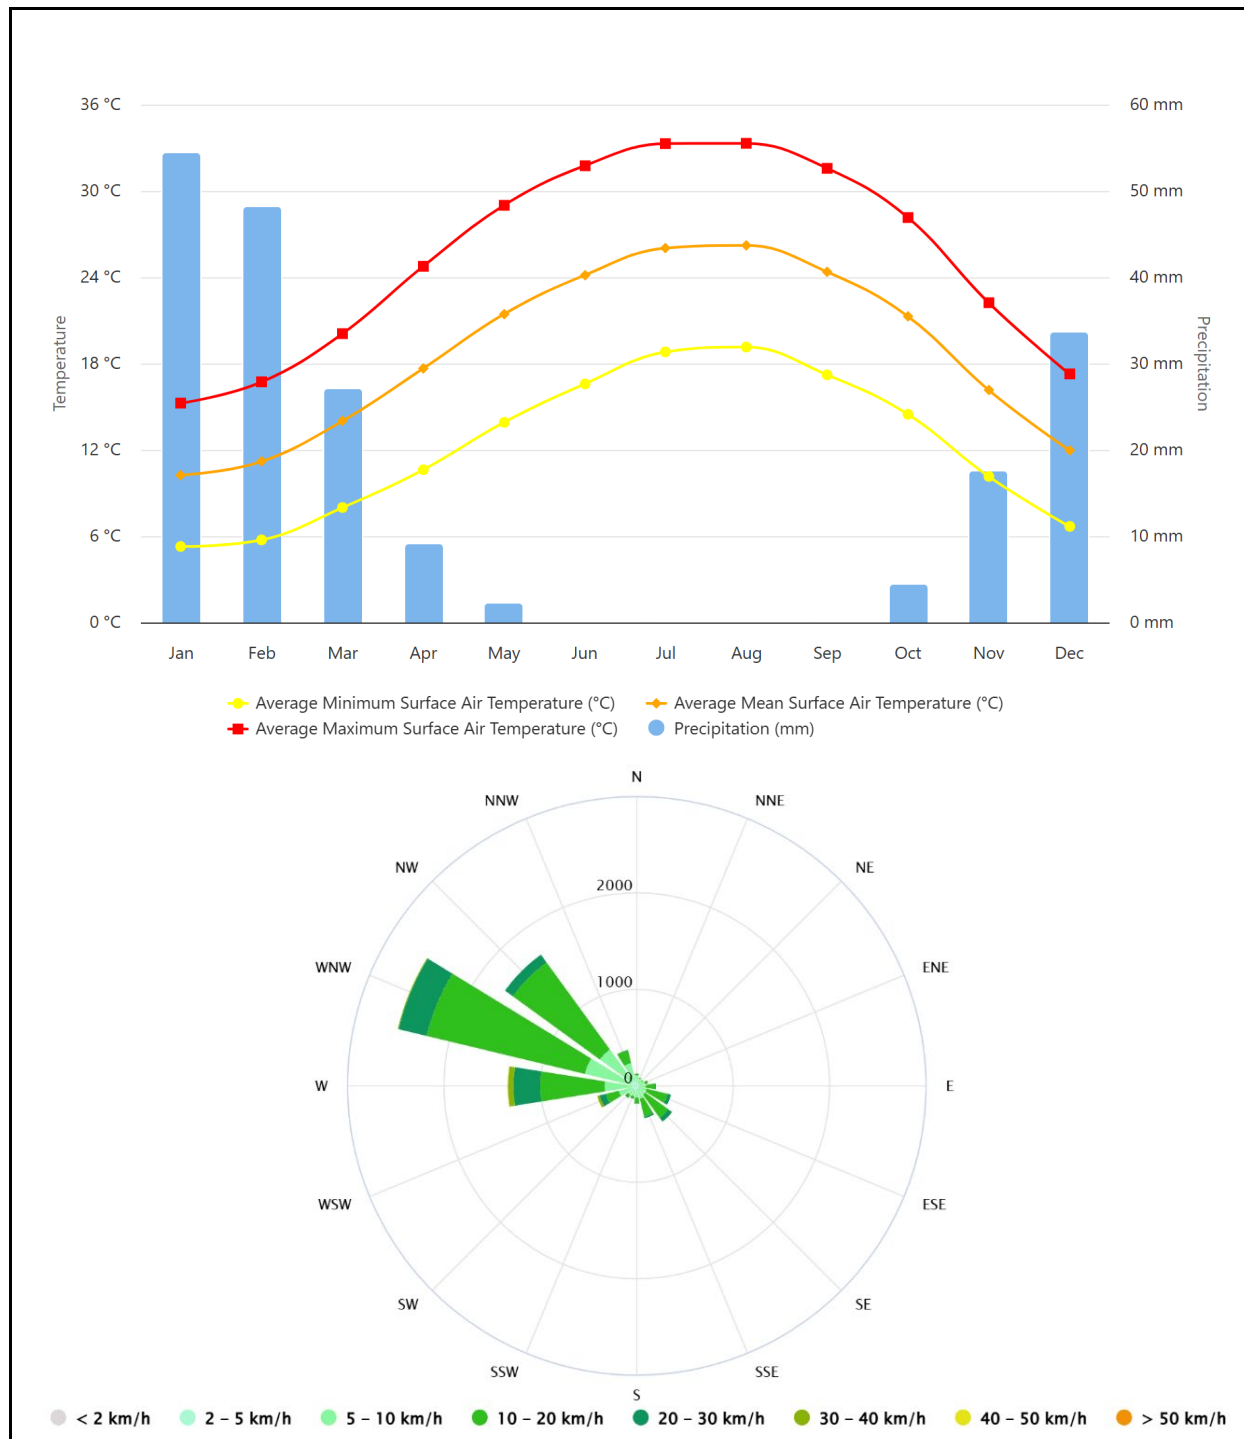 36 °C
60 mm
30 °C
50 mm
24 °C
40 mm
Temperature
Precipitation
18 °C
30 mm
12 °C
20 mm
6 °C
10 mm
0 °C
0 mm
Jan Feb Mar Apr May Jun Jul Aug Sep Oct Nov Dec
Average Minimum Surface Air Temperature (°C) Average Mean Surface Air Temperature (°C)
Average Maximum Surface Air Temperature (°C) Precipitation (mm)
N
NNW NNE
NW NE
2000
WNW ENE
1000
0
W E
WSW ESE
SW SE
SSW SSE
S
< 2 km/h 2 – 5 km/h 5 – 10 km/h 10 – 20 km/h 20 – 30 km/h 30 – 40 km/h 40 – 50 km/h > 50 km/h